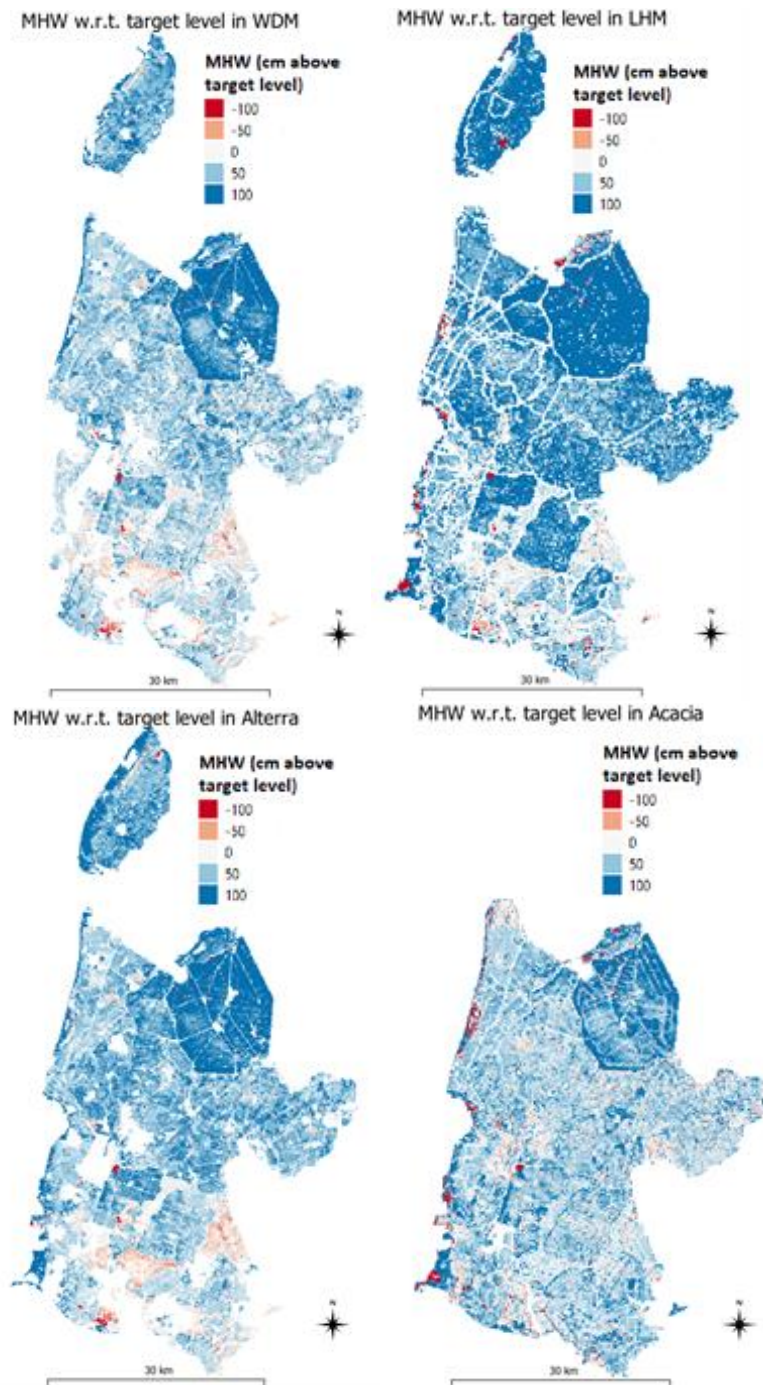 MHW w.r.t. target level in WDM
MHW (cm above
target level)
-100
-50
0
50
100
N
30 km
MHW w.r.t. target level in LHM
MHW (cm above
target level)
-100
-50
0
50
100
N
30 km
MHW w.r.t. target level in Alterra
MHW (cm above
target level)
-100
-50
0
50
100
N
30 km
MHW w.r.t. target level in Acacia
MHW (cm above
target level)
-100
-50
0
50
100
N
30 km